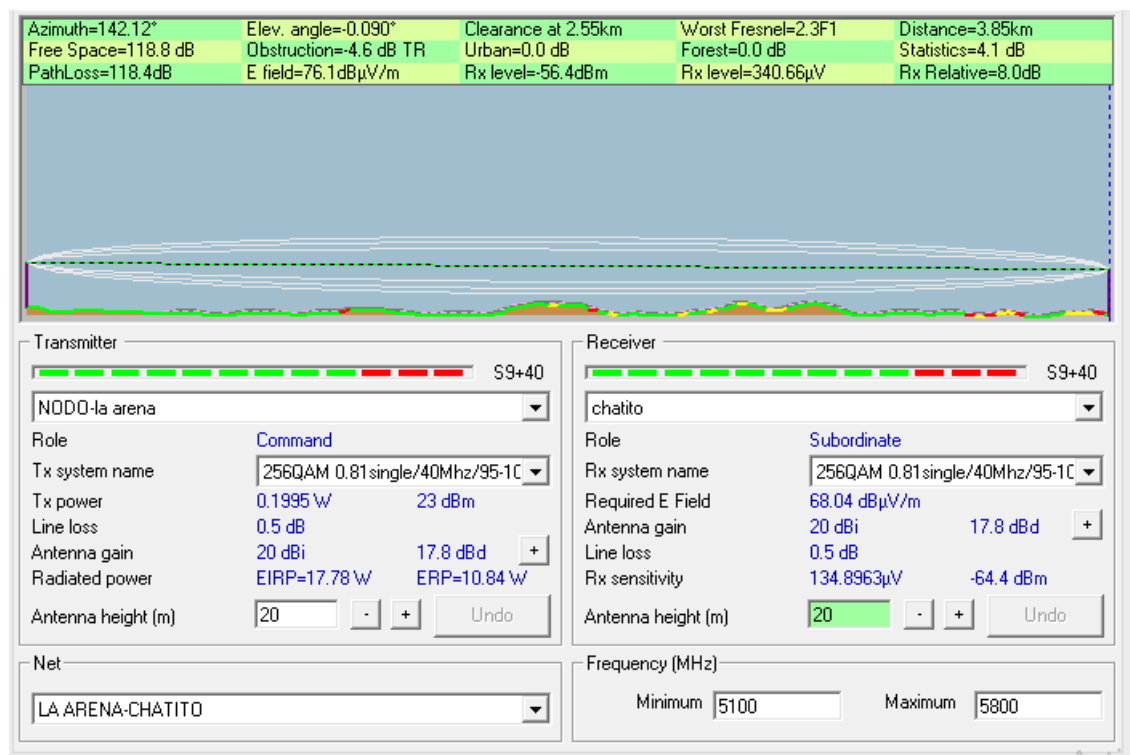 Azimuth=142.12° Elev. angle=-0.090° Clearance at 2.55km Worst Fresnel=2.3F1 Distance=3.85km
Free Space=118.8 dB Obstruction=-4.6 dB TR Urban=0.0 dB Forest=0.0 dB Statistics=4.1 dB
PathLoss=118.4dB E field=76.1dBµV/m Rx level=-56.4dBm Rx level=340.66µV Rx Relative=8.0dB
Transmitter
S9+40
NODO-la arena
Role Command
Tx system name 256QAM 0.81single/40Mhz/95-10
Tx power 0.1995 W 23 dBm
Line loss 0.5 dB
Antenna gain 20 dBi 17.8 dBd +
Radiated power EIRP=17.78 W ERP=10.84 W
Antenna height (m) 20 - + Undo
Receiver
S9+40
chatito
Role Subordinate
Rx system name 256QAM 0.81single/40Mhz/95-10
Required E Field 68.04 dBµV/m
Antenna gain 20 dBi 17.8 dBd +
Line loss 0.5 dB
Rx sensitivity 134.8963µV -64.4 dBm
Antenna height (m) 20 - + Undo
Net
LA ARENA-CHATITO
Frequency (MHz)
Minimum 5100 Maximum 5800